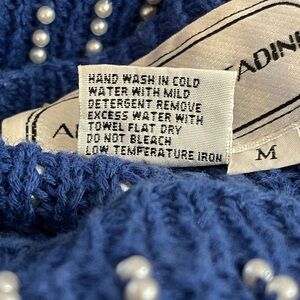 HAND WASH IN COLD
WATER WITH MILD
DETERGENT REMOVE
EXCESS WATER WITH
TOWEL FLAT DRY
DO NOT BLEACH
LOW TEMPERATURE IRON
M